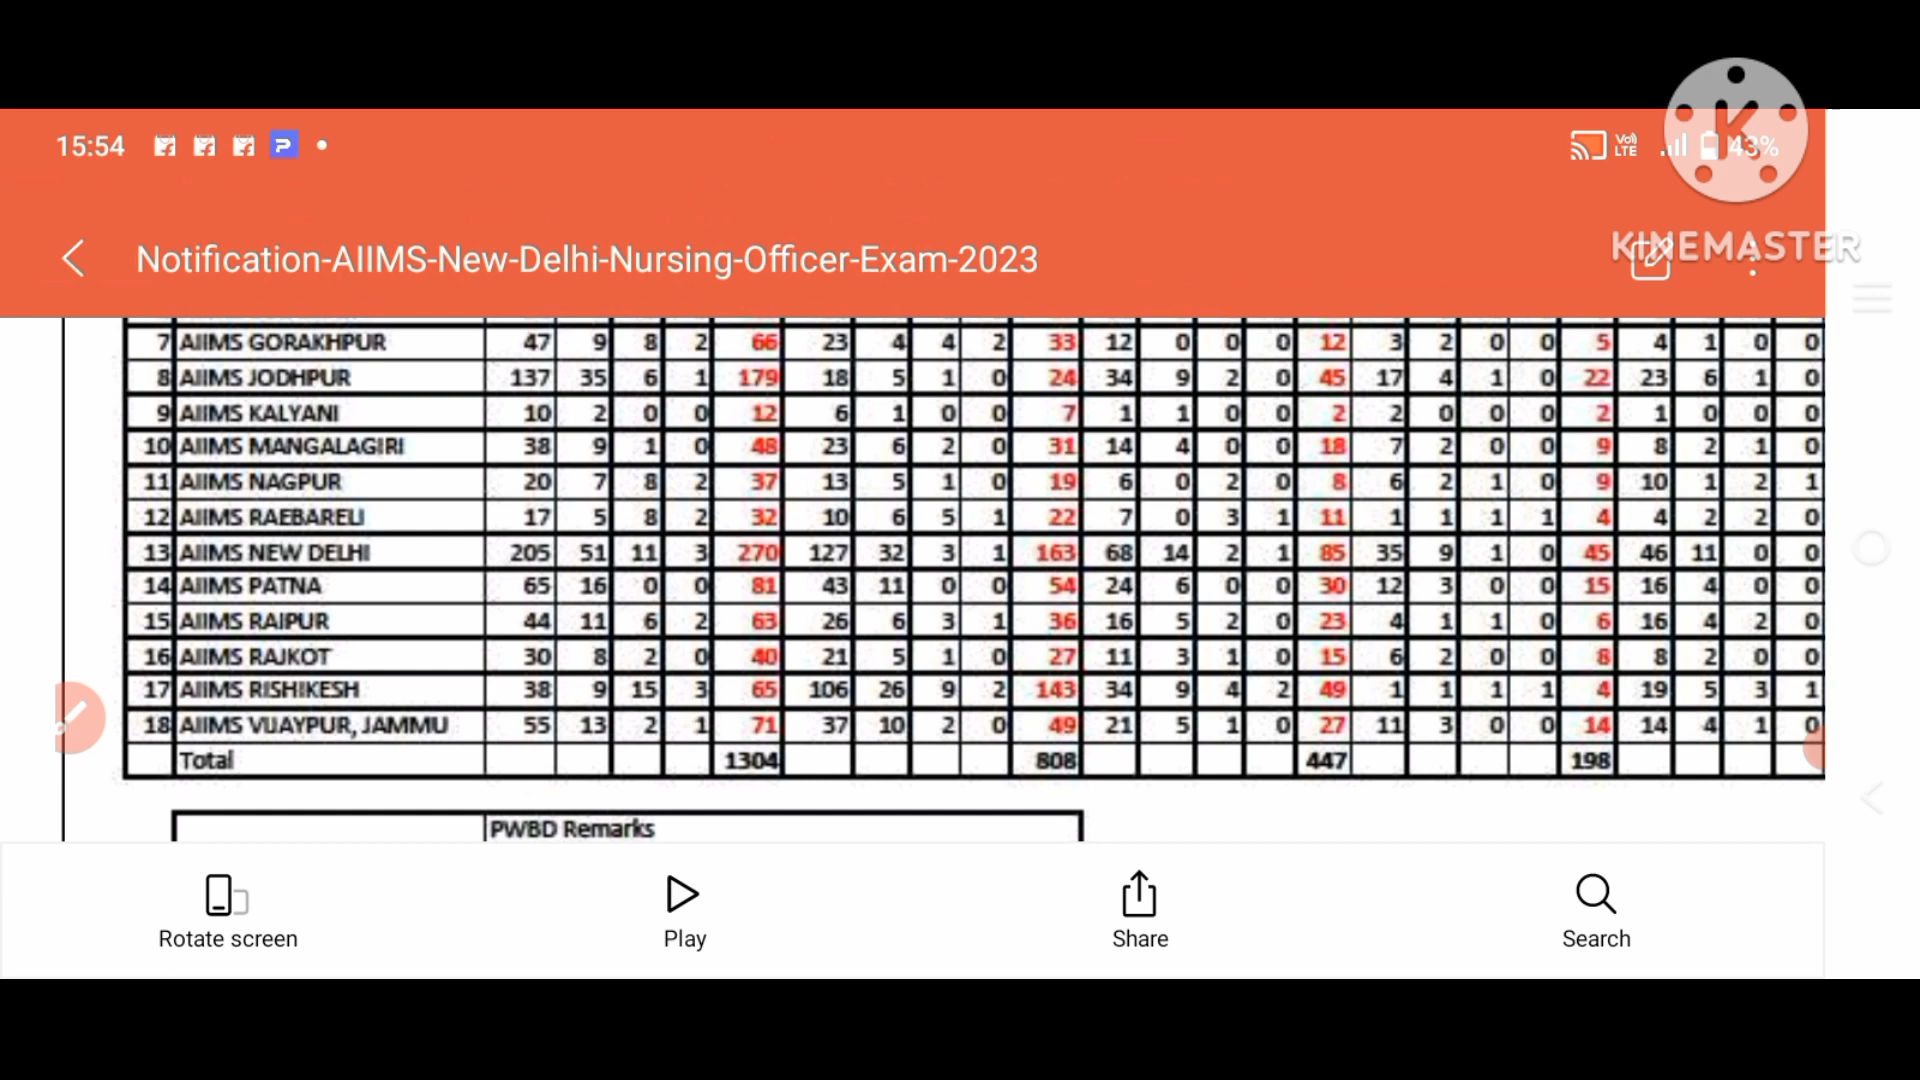 15:54
Vo) LTE
43%
K
KINEMASTER
Notification-AIIMS-New-Delhi-Nursing-Officer-Exam-2023
7 AIIMS GORAKHPUR 47 9 8 2 66 23 4 4 2 33 12 0 0 0 12 3 2 0 0 5 4 1 0 0
8 AIIMS JODHPUR 137 35 6 1 179 18 5 1 0 24 34 9 2 0 45 17 4 1 0 22 23 6 1 0
9 AIIMS KALYANI 10 2 0 0 12 6 1 0 0 7 1 1 0 0 2 2 0 0 0 2 1 0 0 0
10 AIIMS MANGALAGIRI 38 9 1 0 48 23 6 2 0 31 14 4 0 0 18 7 2 0 0 9 8 2 1 0
11 AIIMS NAGPUR 20 7 8 2 37 13 5 1 0 19 6 0 2 0 8 6 2 1 0 9 10 1 2 1
12 AIIMS RAEBARELI 17 5 8 2 32 10 6 5 1 22 7 0 3 1 11 1 1 1 1 4 4 2 2 0
13 AIIMS NEW DELHI 205 51 11 3 270 127 32 3 1 163 68 14 2 1 85 35 9 1 0 45 46 11 0 0
14 AIIMS PATNA 65 16 0 0 81 43 11 0 0 54 24 6 0 0 30 12 3 0 0 15 16 4 0 0
15 AIIMS RAIPUR 44 11 6 2 63 26 6 3 1 36 16 5 2 0 23 4 1 1 0 6 16 4 2 0
16 AIIMS RAJKOT 30 8 2 0 40 21 5 1 0 27 11 3 1 0 15 6 2 0 0 8 8 2 0 0
17 AIIMS RISHIKESH 38 9 15 3 65 106 26 9 2 143 34 9 4 2 49 1 1 1 1 4 19 5 3 1
18 AIIMS VIJAYPUR, JAMMU 55 13 2 1 71 37 10 2 0 49 21 5 1 0 27 11 3 0 0 14 14 4 1 0
Total 1304 808 447 198
PWBD Remarks
Rotate screen
Play
Share
Search